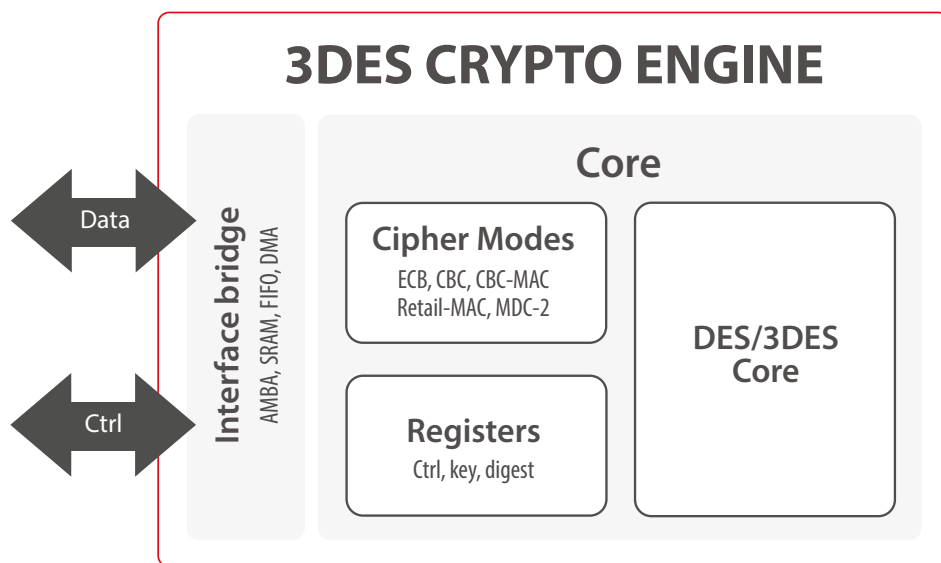 3DES CRYPTO ENGINE
Data
Ctrl
Interface bridge
AMBA, SRAM, FIFO, DMA
Core
Cipher Modes
ECB, CBC, CBC-MAC
Retail-MAC, MDC-2
Registers
Ctrl, key, digest
DES/3DES
Core